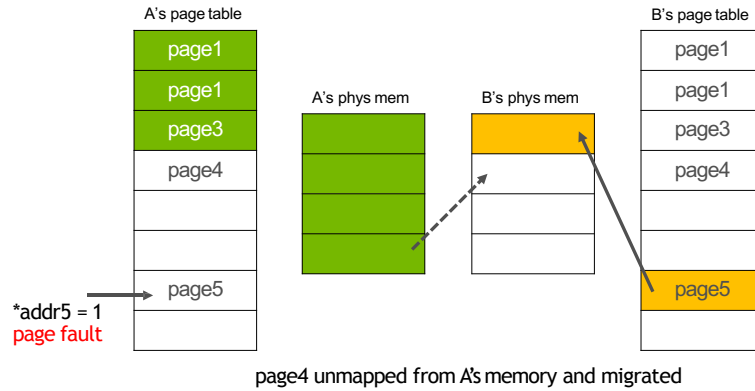 A's page table
page1
page1
page3
page4
page5
*addr5 = 1
page fault
A's phys mem
B's phys mem
B's page table
page1
page1
page3
page4
page5
page4 unmapped from A's memory and migrated